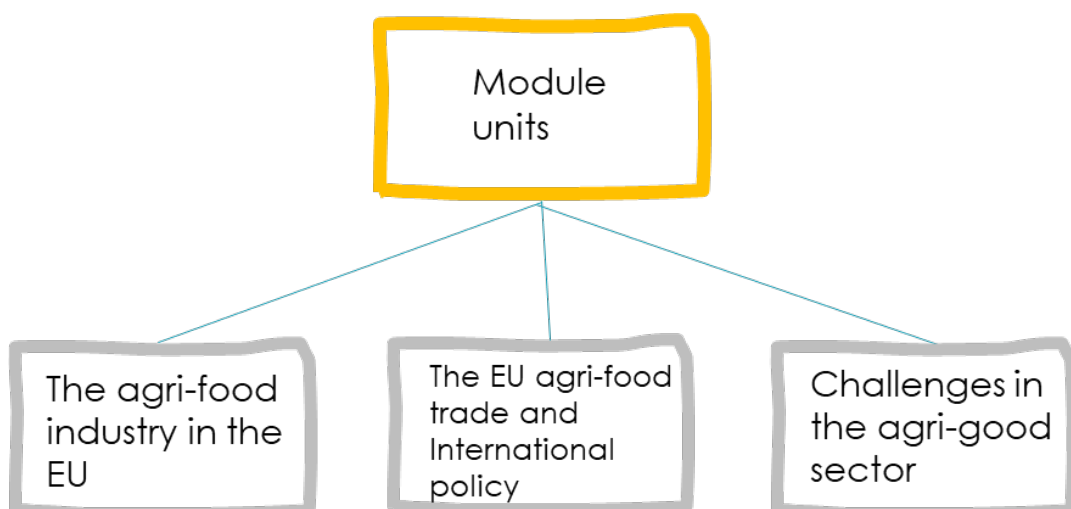 Module
units
The agri-food
industry in the
EU
The EU agri-food
trade and
International
policy
Challenges in
the agri-good
sector